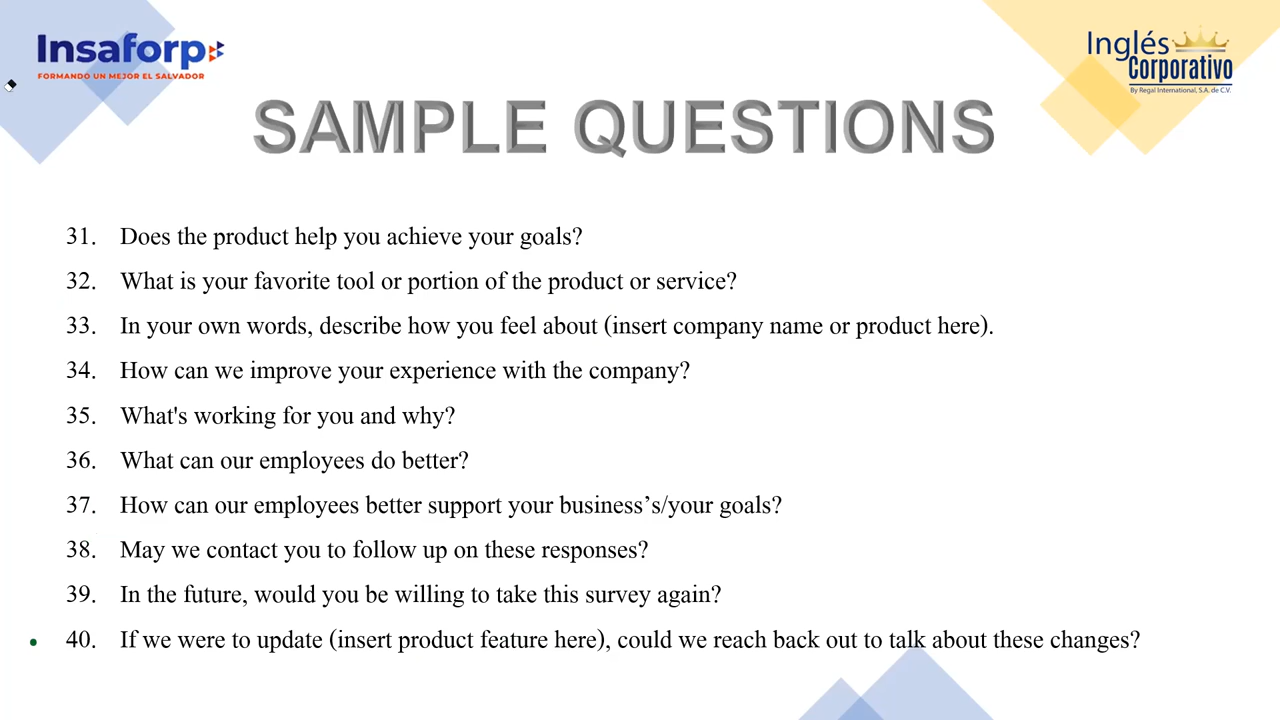 Insaforp
FORMANDO UN MEJOR EL SALVADOR
Inglés
Corporativo
By Regal International, S.A. de C.V.
SAMPLE QUESTIONS
31. Does the product help you achieve your goals?
32. What is your favorite tool or portion of the product or service?
33. In your own words, describe how you feel about (insert company name or product here).
34. How can we improve your experience with the company?
35. What's working for you and why?
36. What can our employees do better?
37. How can our employees better support your business’s/your goals?
38. May we contact you to follow up on these responses?
39. In the future, would you be willing to take this survey again?
• 40. If we were to update (insert product feature here), could we reach back out to talk about these changes?